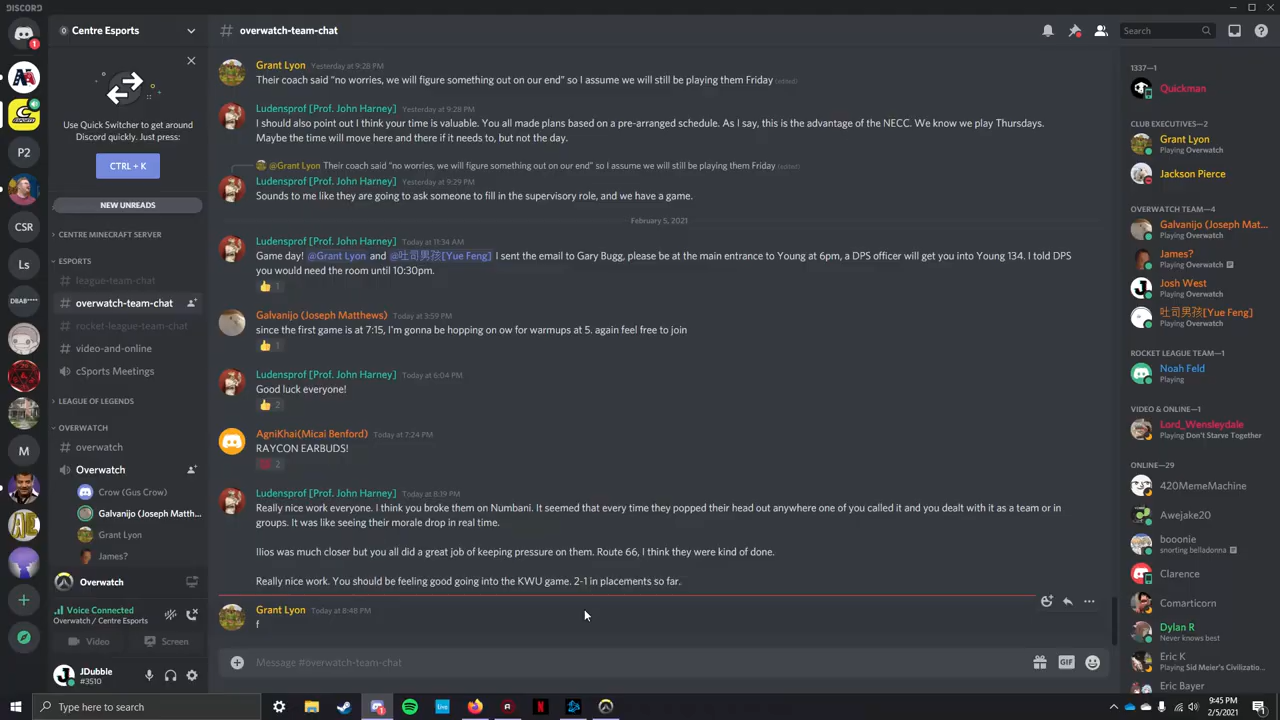 DISCORD
Centre Esports
# overwatch-team-chat
Search
Use Quick Switcher to get around
Discord quickly. Just press:
CTRL + K
NEW UNREADS
CENTRE MINECRAFT SERVER
ESPORTS
# league-team-chat
# overwatch-team-chat
# rocket-league-team-chat
# video-and-online
cSports Meetings
LEAGUE OF LEGENDS
OVERWATCH
# overwatch
Overwatch
Crow (Gus Crow)
Galvanijo (Joseph Matth...
Grant Lyon
James?
Overwatch
Voice Connected
Overwatch / Centre Esports
Video
Screen
JDubble
#3510
1
P2
CSR
Ls
DBAB****
M
Grant Lyon Yesterday at 9:28 PM
Their coach said “no worries, we will figure something out on our end” so I assume we will still be playing them Friday (edited)
Ludensprof [Prof. John Harney] Yesterday at 9:28 PM
I should also point out I think your time is valuable. You all made plans based on a pre-arranged schedule. As I say, this is the advantage of the NECC. We know we play Thursdays.
Maybe the time will move here and there if it needs to, but not the day.
@Grant Lyon Their coach said “no worries, we will figure something out on our end” so I assume we will still be playing them Friday (edited)
Ludensprof [Prof. John Harney] Yesterday at 9:29 PM
Sounds to me like they are going to ask someone to fill in the supervisory role, and we have a game.
February 5, 2021
Ludensprof [Prof. John Harney] Today at 11:34 AM
Game day! @Grant Lyon and @吐司男孩[Yue Feng] I sent the email to Gary Bugg, please be at the main entrance to Young at 6pm, a DPS officer will get you into Young 134. I told DPS
you would need the room until 10:30pm.
1
Galvanijo (Joseph Matthews) Today at 3:59 PM
since the first game is at 7:15, I'm gonna be hopping on ow for warmups at 5. again feel free to join
1
Ludensprof [Prof. John Harney] Today at 6:04 PM
Good luck everyone!
2
AgniKhai(Micai Benford) Today at 7:24 PM
RAYCON EARBUDS!
2
Ludensprof [Prof. John Harney] Today at 8:19 PM
Really nice work everyone. I think you broke them on Numbani. It seemed that every time they popped their head out anywhere one of you called it and you dealt with it as a team or in
groups. It was like seeing their morale drop in real time.
Ilios was much closer but you all did a great job of keeping pressure on them. Route 66, I think they were kind of done.
Really nice work. You should be feeling good going into the KWU game. 2-1 in placements so far.
Grant Lyon Today at 8:48 PM
f
Message #overwatch-team-chat
GIF
1337—1
Quickman
CLUB EXECUTIVES—2
Grant Lyon
Playing Overwatch
Jackson Pierce
OVERWATCH TEAM—4
Galvanijo (Joseph Mat...
Playing Overwatch
James?
Playing Overwatch
Josh West
Playing Overwatch
吐司男孩[Yue Feng]
Playing Overwatch
ROCKET LEAGUE TEAM—1
Noah Feld
Playing
VIDEO & ONLINE—1
Lord_Wensleydale
Playing Don't Starve Together
ONLINE—29
420MemeMachine
Awejake20
booonie
snorting belladonna
Clarence
Comarticorn
Dylan R
Never knows best
Eric K
Playing Sid Meier's Civilizatio...
Eric Bayer
Type here to search
9:45 PM
2/5/2021